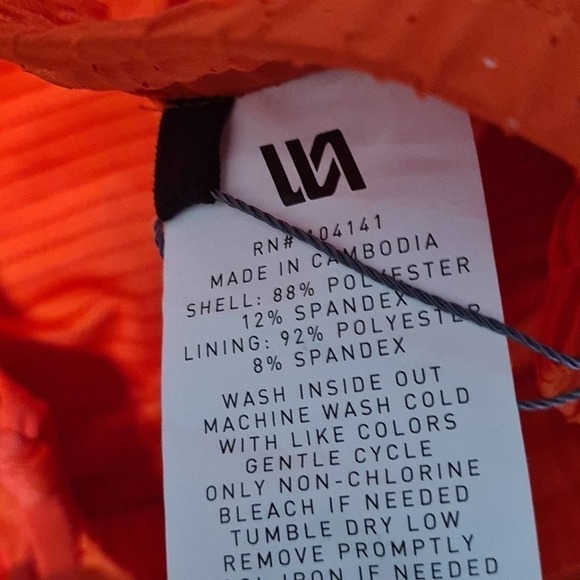 RN# 104141
MADE IN CAMBODIA
SHELL: 88% POLYESTER
12% SPANDEX
LINING: 92% POLYESTER
8% SPANDEX
WASH INSIDE OUT
MACHINE WASH COLD
WITH LIKE COLORS
GENTLE CYCLE
ONLY NON-CHLORINE
BLEACH IF NEEDED
TUMBLE DRY LOW
REMOVE PROMPTLY
COOL IRON IF NEEDED